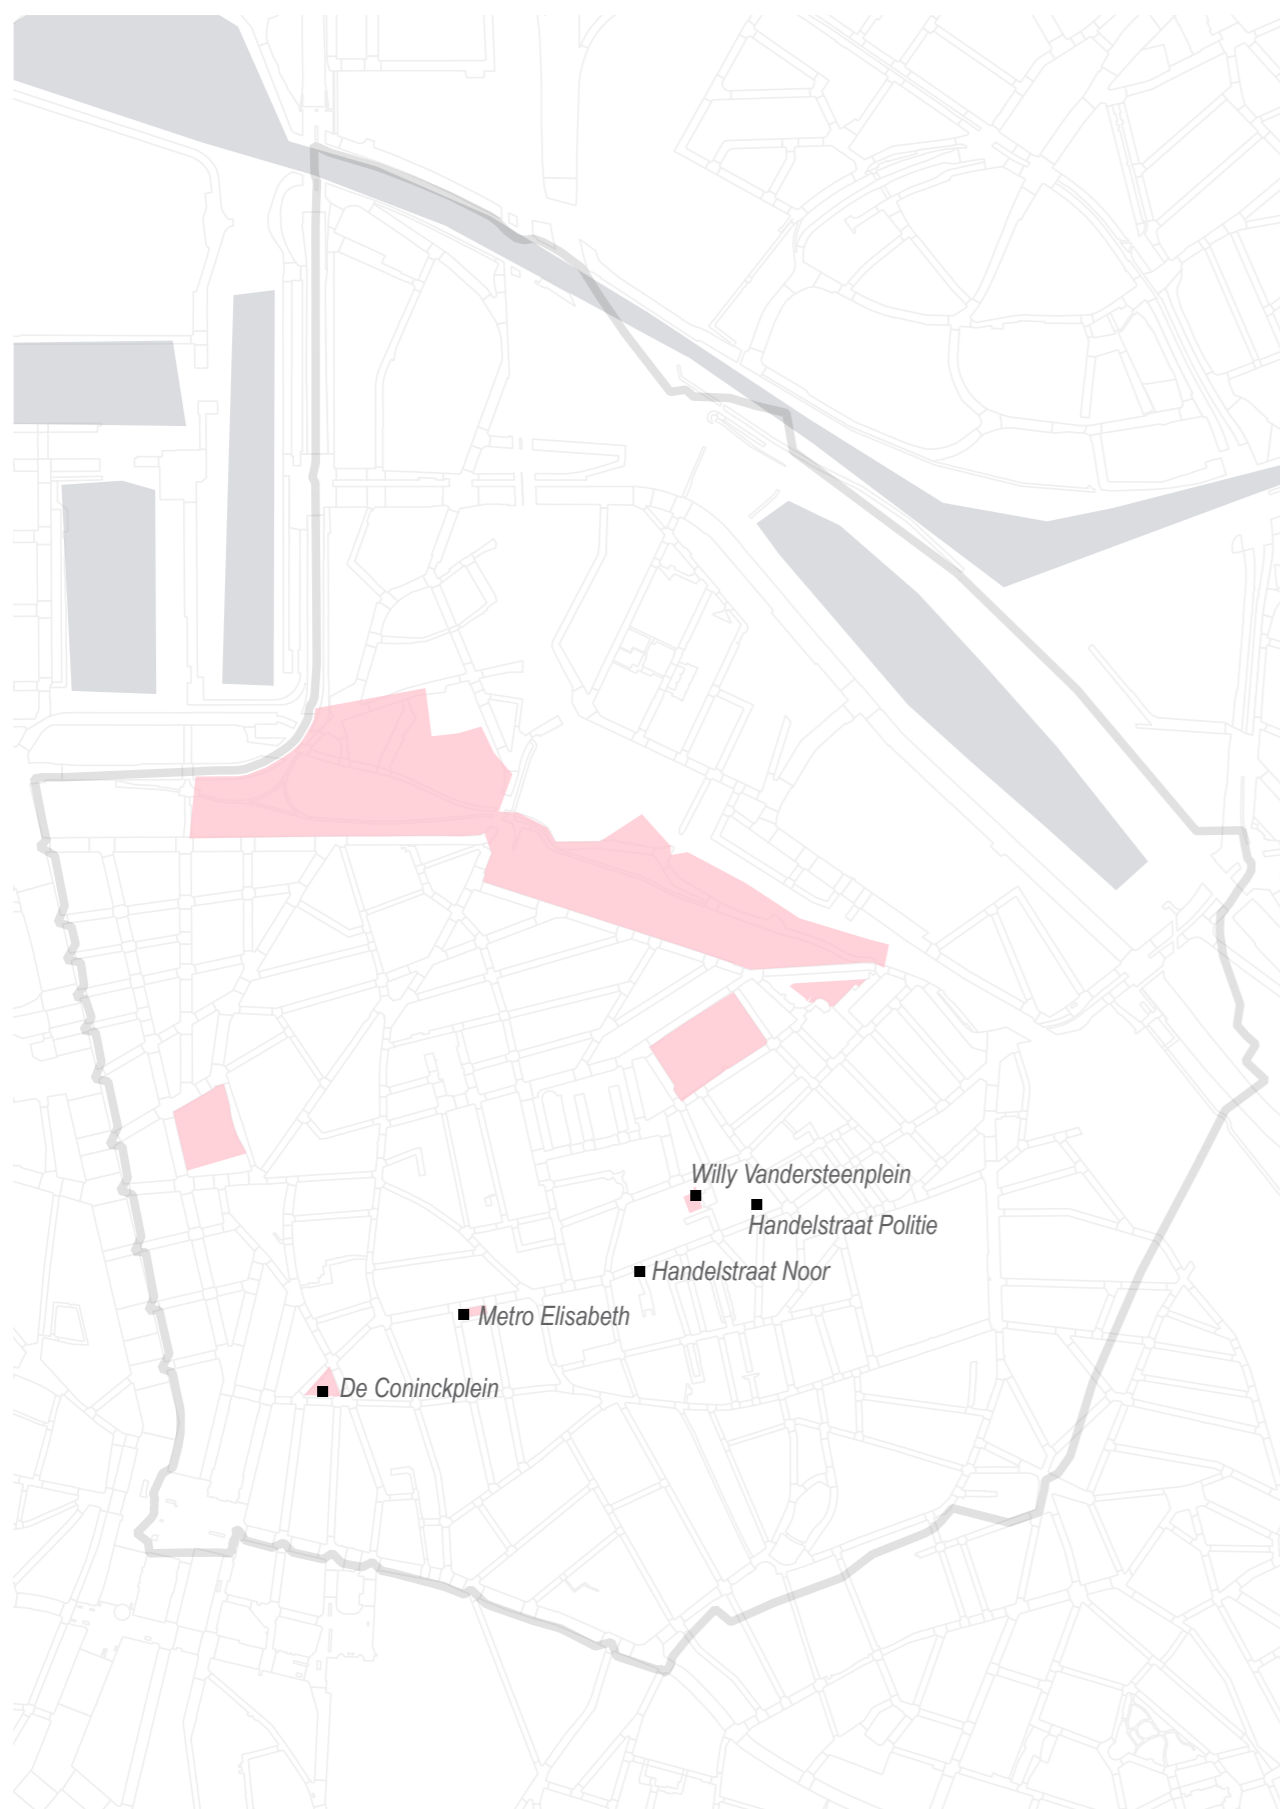 Willy Vandersteenplein
Handelstraat Politie
Handelstraat Noor
Metro Elisabeth
De Coninckplein